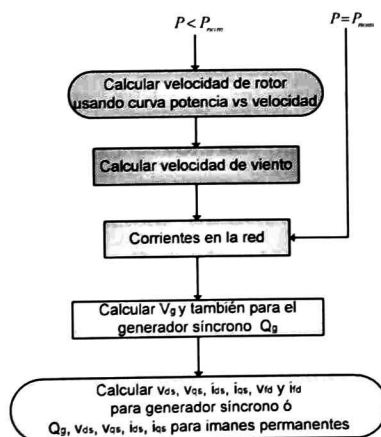 P < Pnom
P = Pnom
Calcular velocidad de rotor
usando curva potencia vs velocidad
Calcular velocidad de viento
Corrientes en la red
Calcular Vg y también para el
generador síncrono Qg
Calcular vds, vqs, ids, iqs, vfd y ifd
para generador síncrono ó
Qg, vds, vqs, ids, iqs para imanes permanentes